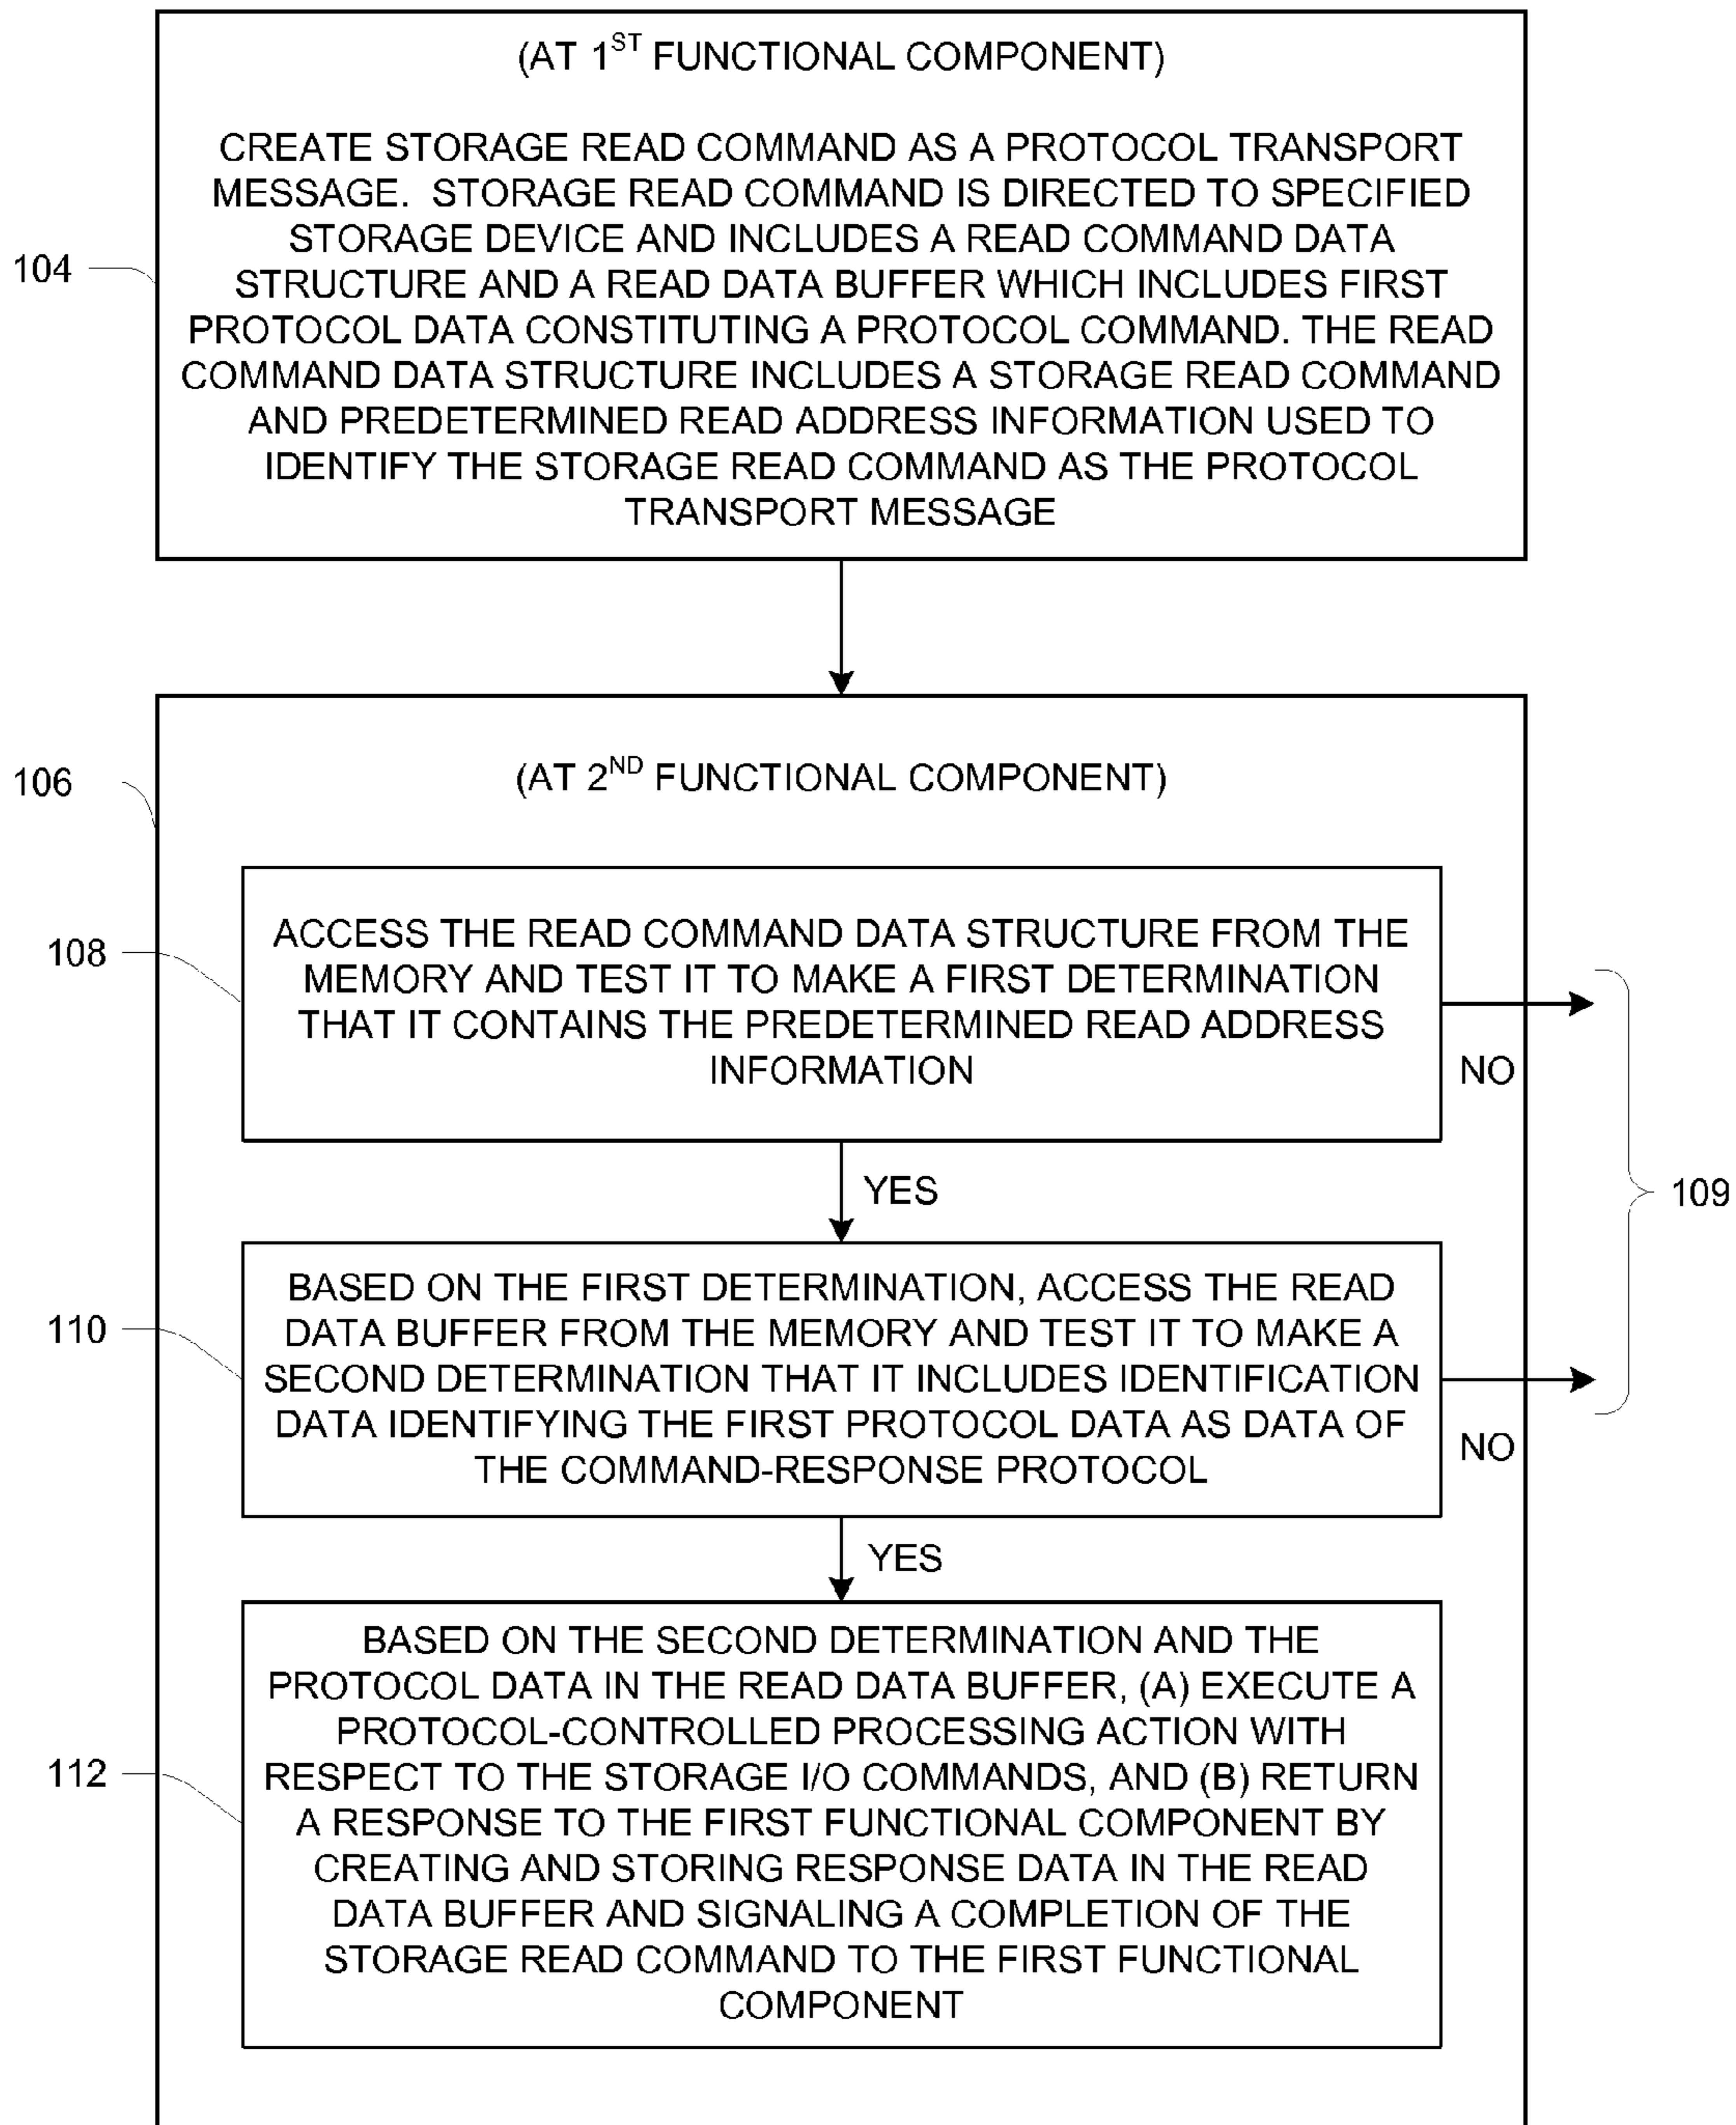 (AT 1ST FUNCTIONAL COMPONENT)
CREATE STORAGE READ COMMAND AS A PROTOCOL TRANSPORT
MESSAGE. STORAGE READ COMMAND IS DIRECTED TO SPECIFIED
STORAGE DEVICE AND INCLUDES A READ COMMAND DATA
STRUCTURE AND A READ DATA BUFFER WHICH INCLUDES FIRST
PROTOCOL DATA CONSTITUTING A PROTOCOL COMMAND. THE READ
COMMAND DATA STRUCTURE INCLUDES A STORAGE READ COMMAND
AND PREDETERMINED READ ADDRESS INFORMATION USED TO
IDENTIFY THE STORAGE READ COMMAND AS THE PROTOCOL
TRANSPORT MESSAGE
104
106
(AT 2ND FUNCTIONAL COMPONENT)
108
ACCESS THE READ COMMAND DATA STRUCTURE FROM THE
MEMORY AND TEST IT TO MAKE A FIRST DETERMINATION
THAT IT CONTAINS THE PREDETERMINED READ ADDRESS
INFORMATION
NO
YES
109
110
BASED ON THE FIRST DETERMINATION, ACCESS THE READ
DATA BUFFER FROM THE MEMORY AND TEST IT TO MAKE A
SECOND DETERMINATION THAT IT INCLUDES IDENTIFICATION
DATA IDENTIFYING THE FIRST PROTOCOL DATA AS DATA OF
THE COMMAND-RESPONSE PROTOCOL
NO
YES
112
BASED ON THE SECOND DETERMINATION AND THE
PROTOCOL DATA IN THE READ DATA BUFFER, (A) EXECUTE A
PROTOCOL-CONTROLLED PROCESSING ACTION WITH
RESPECT TO THE STORAGE I/O COMMANDS, AND (B) RETURN
A RESPONSE TO THE FIRST FUNCTIONAL COMPONENT BY
CREATING AND STORING RESPONSE DATA IN THE READ
DATA BUFFER AND SIGNALING A COMPLETION OF THE
STORAGE READ COMMAND TO THE FIRST FUNCTIONAL
COMPONENT